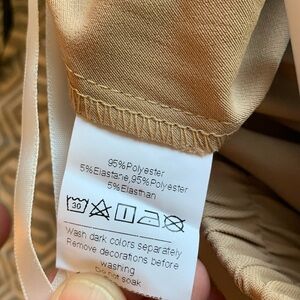 95%Polyester
5%Elastane,95%Polyester
5%Elasthan
30
Wash dark colors separately
Remove decorations before
washing
Do not soak